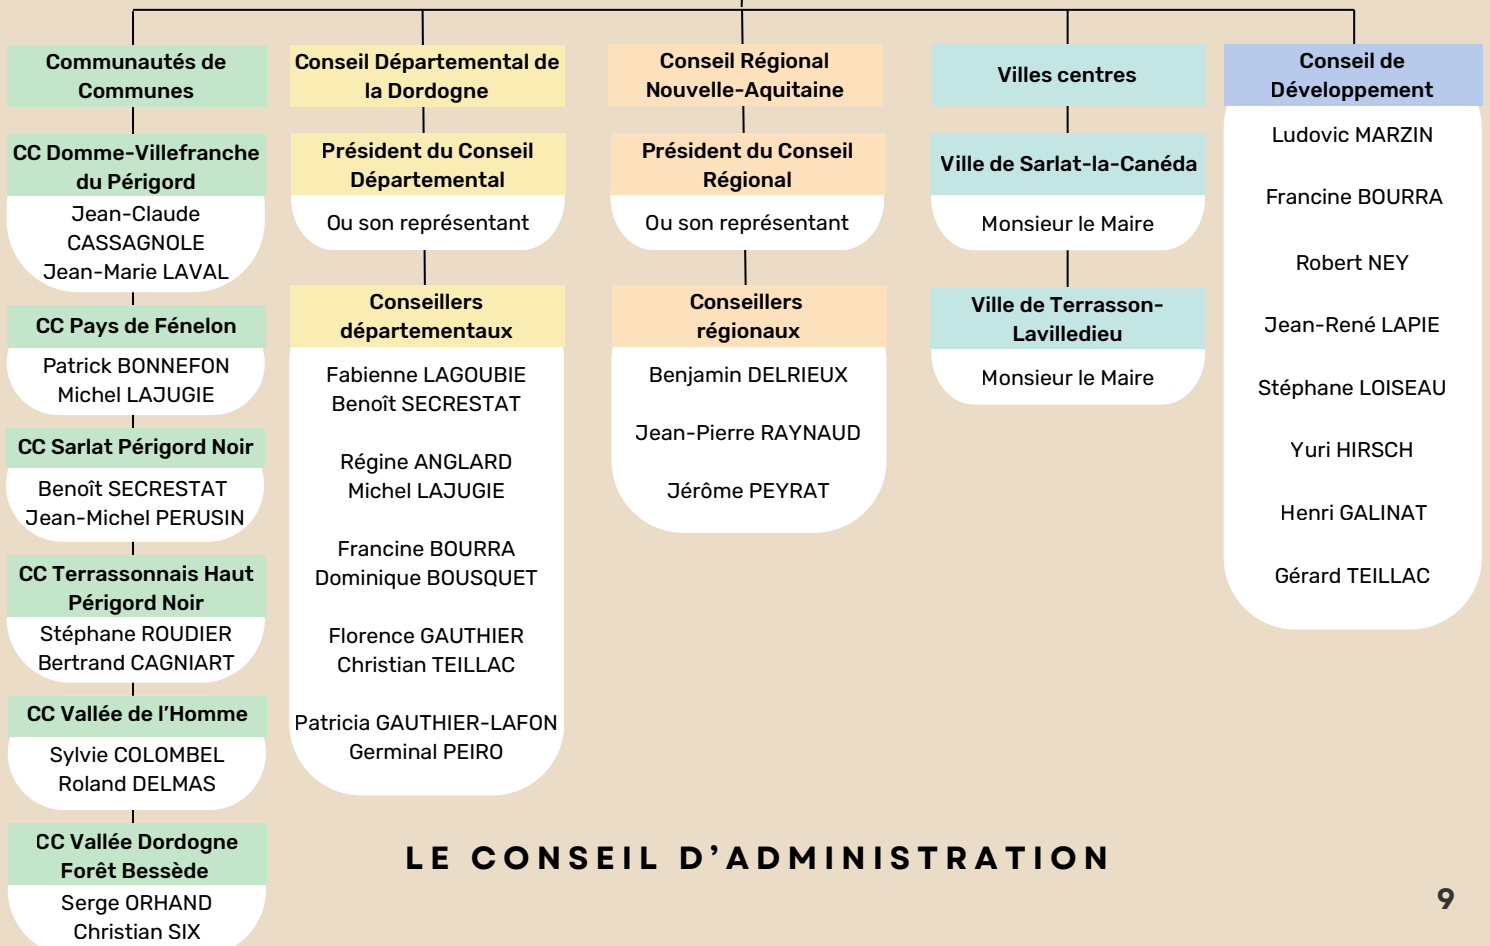 Communautés de
Communes
CC Domme-Villefranche
du Périgord
Jean-Claude
CASSAGNOLE
Jean-Marie LAVAL
CC Pays de Fénelon
Patrick BONNEFON
Michel LAJUGIE
CC Sarlat Périgord Noir
Benoît SECRESTAT
Jean-Michel PERUSIN
CC Terrassonnais Haut
Périgord Noir
Stéphane ROUDIER
Bertrand CAGNIART
CC Vallée de l'Homme
Sylvie COLOMBEL
Roland DELMAS
CC Vallée Dordogne
Forêt Bessède
Serge ORHAND
Christian SIX
Conseil Départemental de
la Dordogne
Président du Conseil
Départemental
Ou son représentant
Conseillers
départementaux
Fabienne LAGOUBIE
Benoît SECRESTAT
Régine ANGLARD
Michel LAJUGIE
Francine BOURRA
Dominique BOUSQUET
Florence GAUTHIER
Christian TEILLAC
Patricia GAUTHIER-LAFON
Germinal PEIRO
Conseil Régional
Nouvelle-Aquitaine
Président du Conseil
Régional
Ou son représentant
Conseillers
régionaux
Benjamin DELRIEUX
Jean-Pierre RAYNAUD
Jérôme PEYRAT
Villes centres
Ville de Sarlat-la-Canéda
Monsieur le Maire
Ville de Terrasson-
Lavilledieu
Monsieur le Maire
Conseil de
Développement
Ludovic MARZIN
Francine BOURRA
Robert NEY
Jean-René LAPIE
Stéphane LOISEAU
Yuri HIRSCH
Henri GALINAT
Gérard TEILLAC
LE CONSEIL D'ADMINISTRATION
9